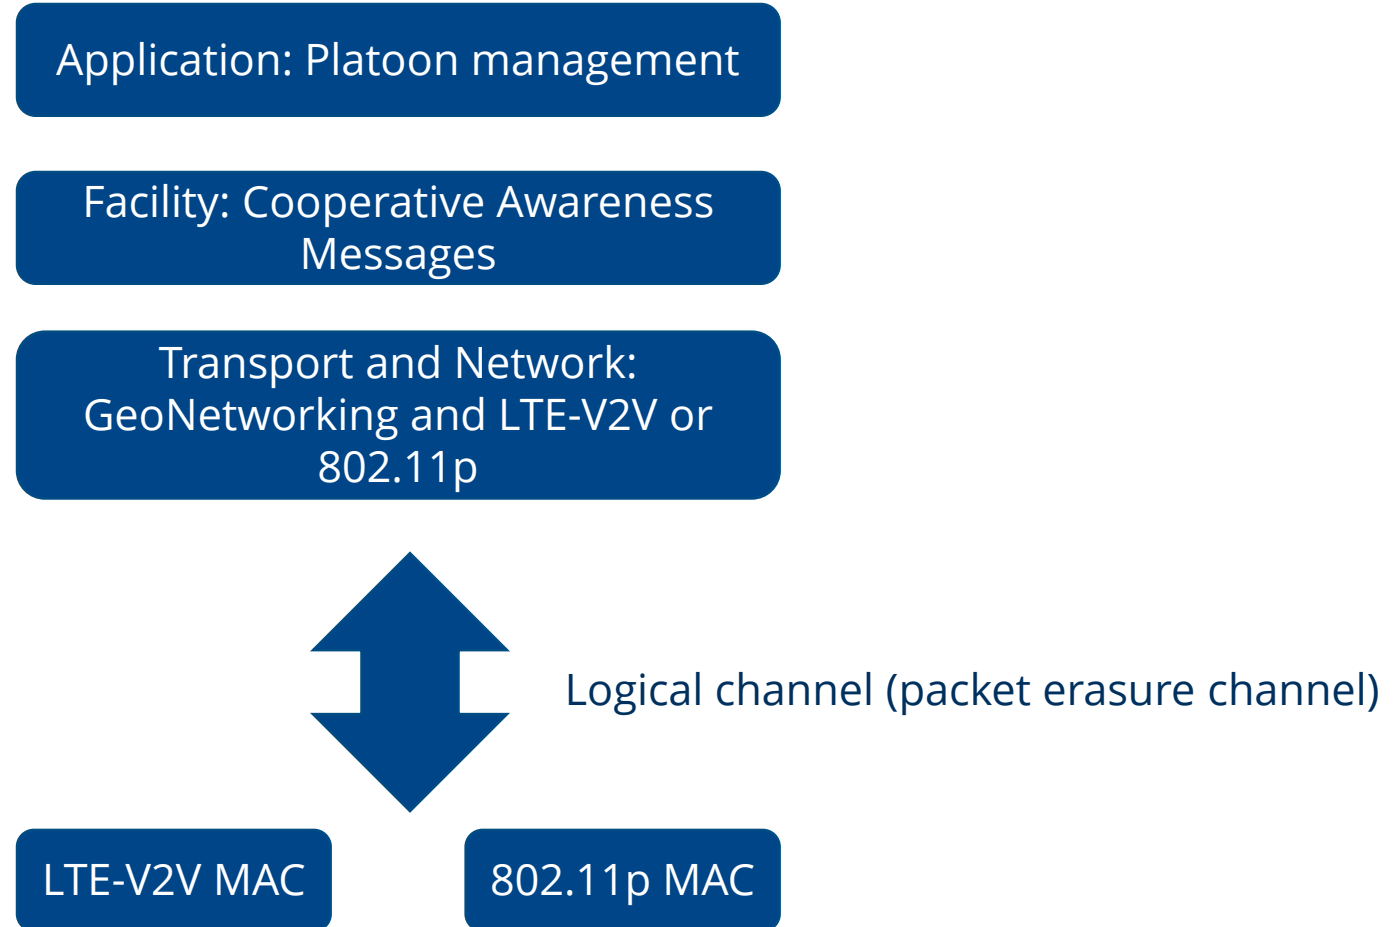 Application: Platoon management
Facility: Cooperative Awareness
Messages
Transport and Network:
GeoNetworking and LTE-V2V or
802.11p
Logical channel (packet erasure channel)
LTE-V2V MAC
802.11p MAC